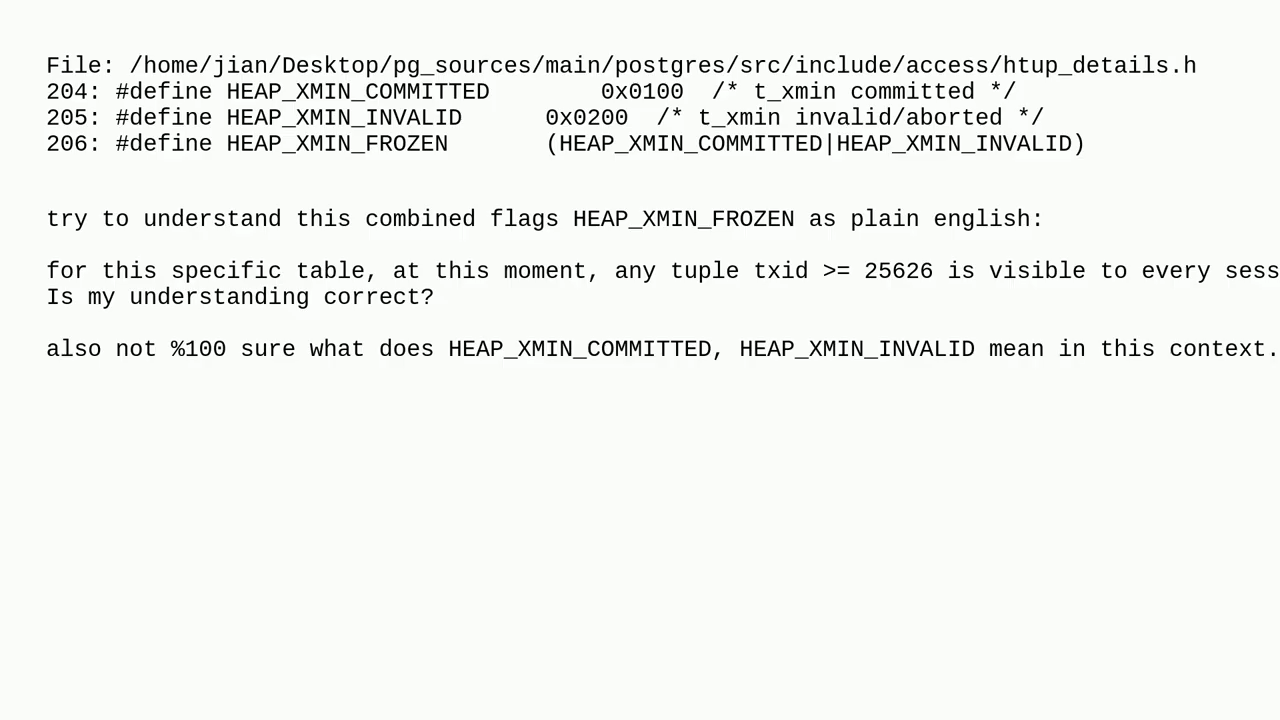 File: /home/jian/Desktop/pg_sources/main/postgres/src/include/access/htup_details.h
204: #define HEAP_XMIN_COMMITTED        0x0100  /* t_xmin committed */
205: #define HEAP_XMIN_INVALID      0x0200  /* t_xmin invalid/aborted */
206: #define HEAP_XMIN_FROZEN       (HEAP_XMIN_COMMITTED|HEAP_XMIN_INVALID)
try to understand this combined flags HEAP_XMIN_FROZEN as plain english:
for this specific table, at this moment, any tuple txid >= 25626 is visible to every
Is my understanding correct?
also not %100 sure what does HEAP_XMIN_COMMITTED, HEAP_XMIN_INVALID mean in this context.